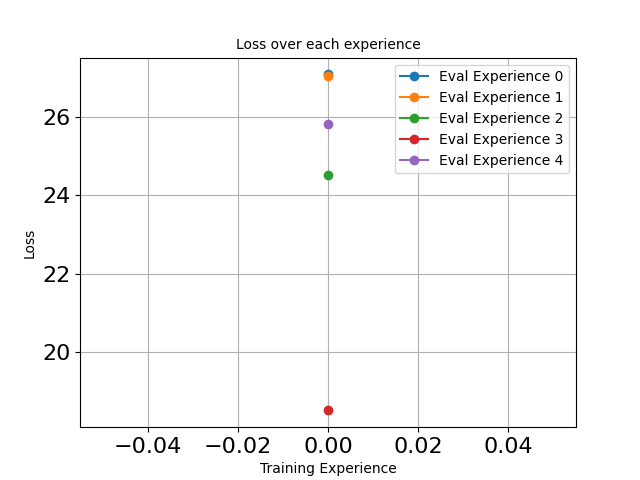 Loss over each experience
Eval Experience 0
Eval Experience 1
Eval Experience 2
Eval Experience 3
Eval Experience 4
26
24
22
20
Loss
−0.04
−0.02
0.00
0.02
0.04
Training Experience